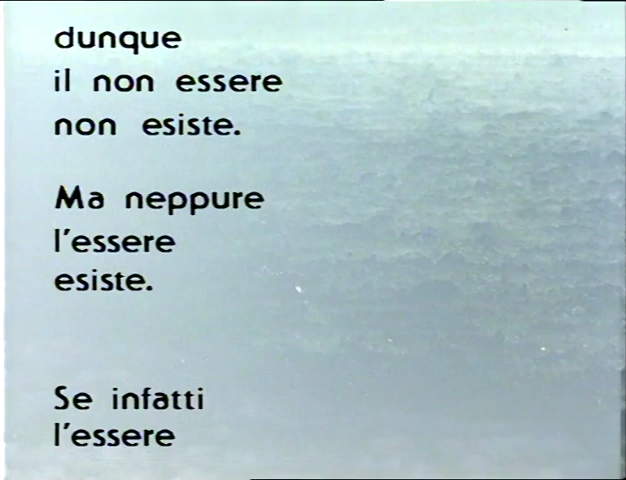 dunque
il non essere
non esiste.
Ma neppure
l'essere
esiste.
Se infatti
l'essere